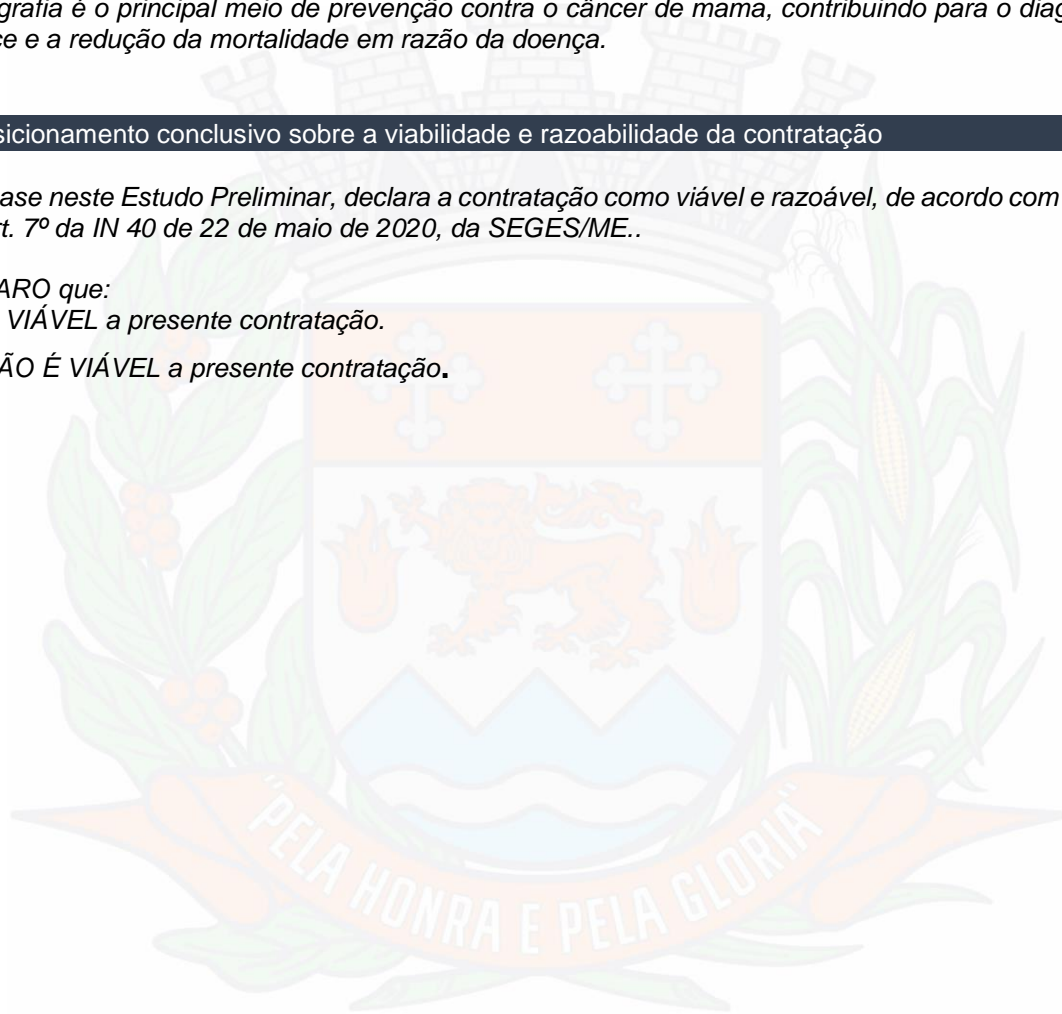 grafia é o principal meio de prevenção contra o câncer de mama, contribuindo para o diag
ce e a redução da mortalidade em razão da doença.
sicionamento conclusivo sobre a viabilidade e razoabilidade da contratação
ase neste Estudo Preliminar, declara a contratação como viável e razoável, de acordo com
rt. 7º da IN 40 de 22 de maio de 2020, da SEGES/ME..
ARO que:
VIÁVEL a presente contratação.
ÃO É VIÁVEL a presente contratação.
"PELA HONRA E PELA GLORIA"